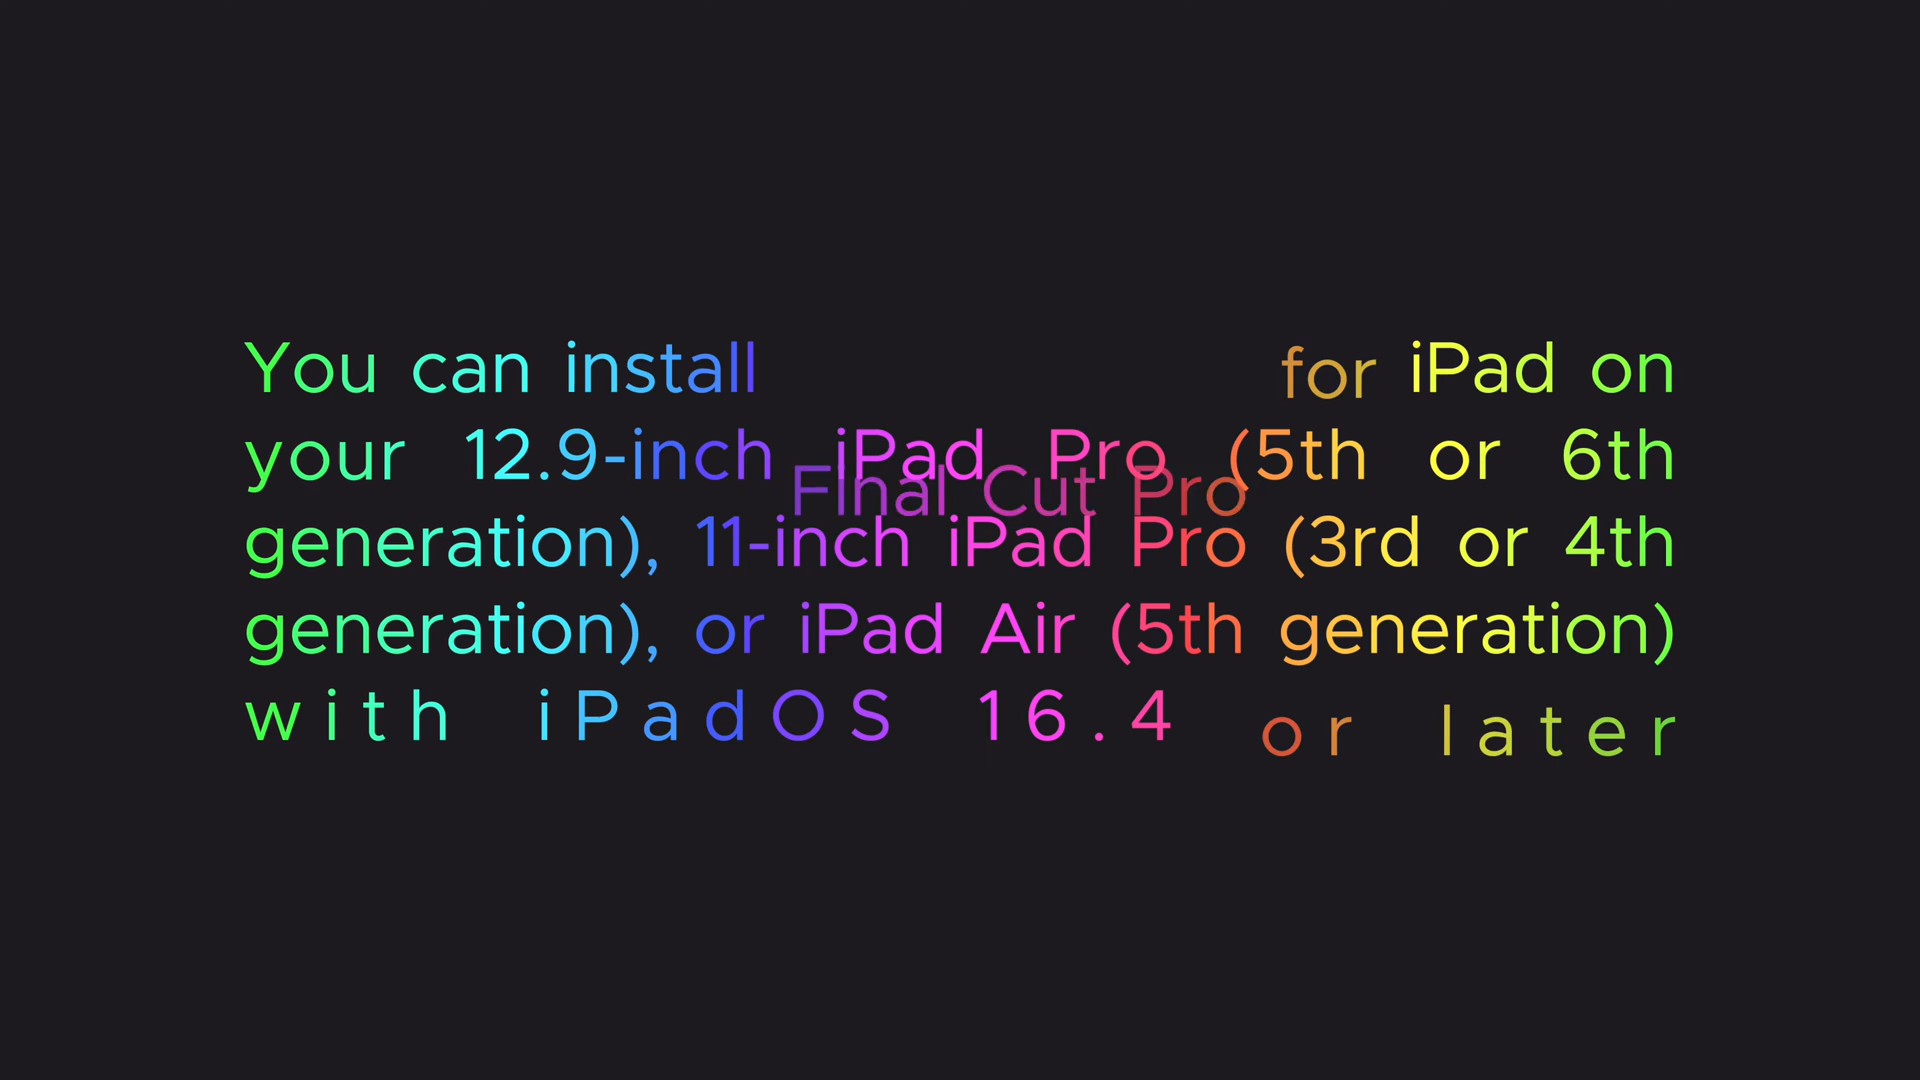 You can install for iPad on
your 12.9-inch iPad Pro (5th or 6th
Final Cut Pro
generation), 11-inch iPad Pro (3rd or 4th
generation), or iPad Air (5th generation)
with iPadOS 16.4 or later